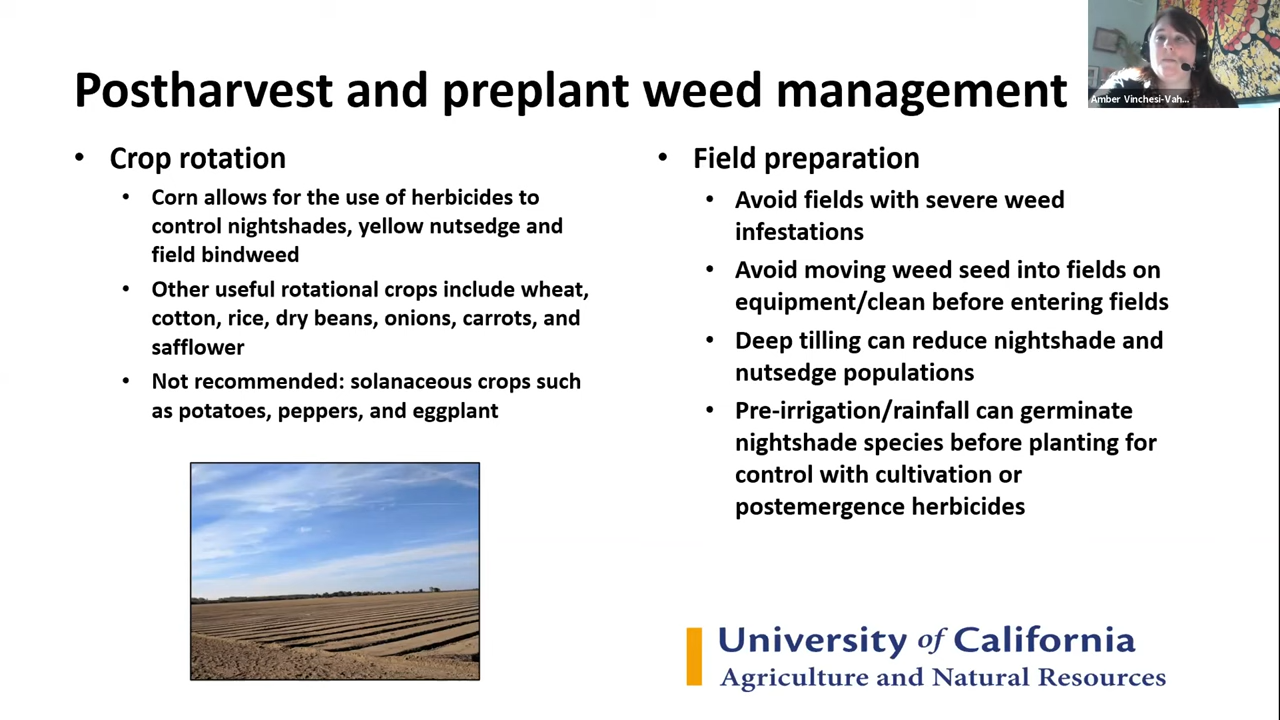 Postharvest and preplant weed management
Amber Vinchesi-Vah...
• Crop rotation
• Corn allows for the use of herbicides to
control nightshades, yellow nutsedge and
field bindweed
• Other useful rotational crops include wheat,
cotton, rice, dry beans, onions, carrots, and
safflower
• Not recommended: solanaceous crops such
as potatoes, peppers, and eggplant
• Field preparation
• Avoid fields with severe weed
infestations
• Avoid moving weed seed into fields on
equipment/clean before entering fields
• Deep tilling can reduce nightshade and
nutsedge populations
• Pre-irrigation/rainfall can germinate
nightshade species before planting for
control with cultivation or
postemergence herbicides
University of California
Agriculture and Natural Resources